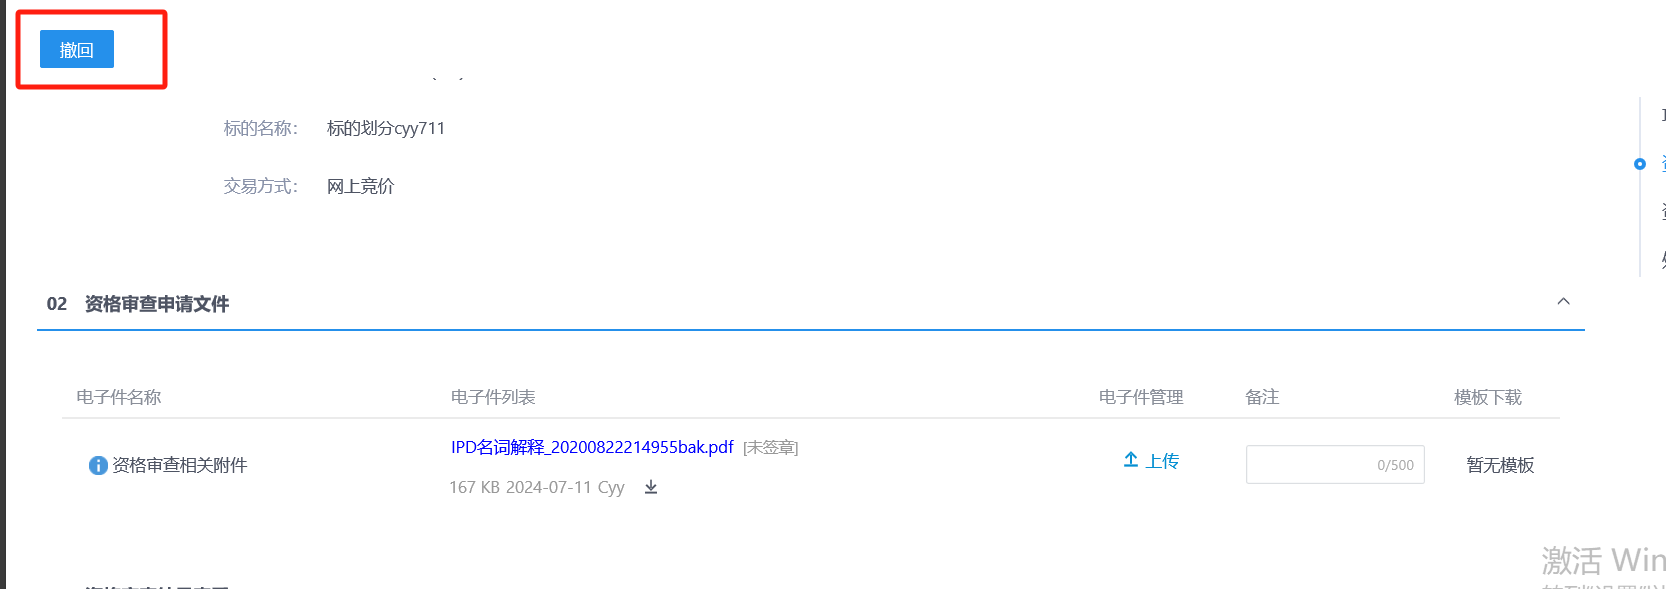 撤回
标的名称： 标的划分cyy711
交易方式： 网上竞价
02 资格审查申请文件
电子件名称 电子件列表 电子件管理 备注 模板下载
资格审查相关附件 IPD名词解释_20200822214955bak.pdf [未签章] 上传 0/500 暂无模板
167 KB 2024-07-11 Cyy
激活 Win